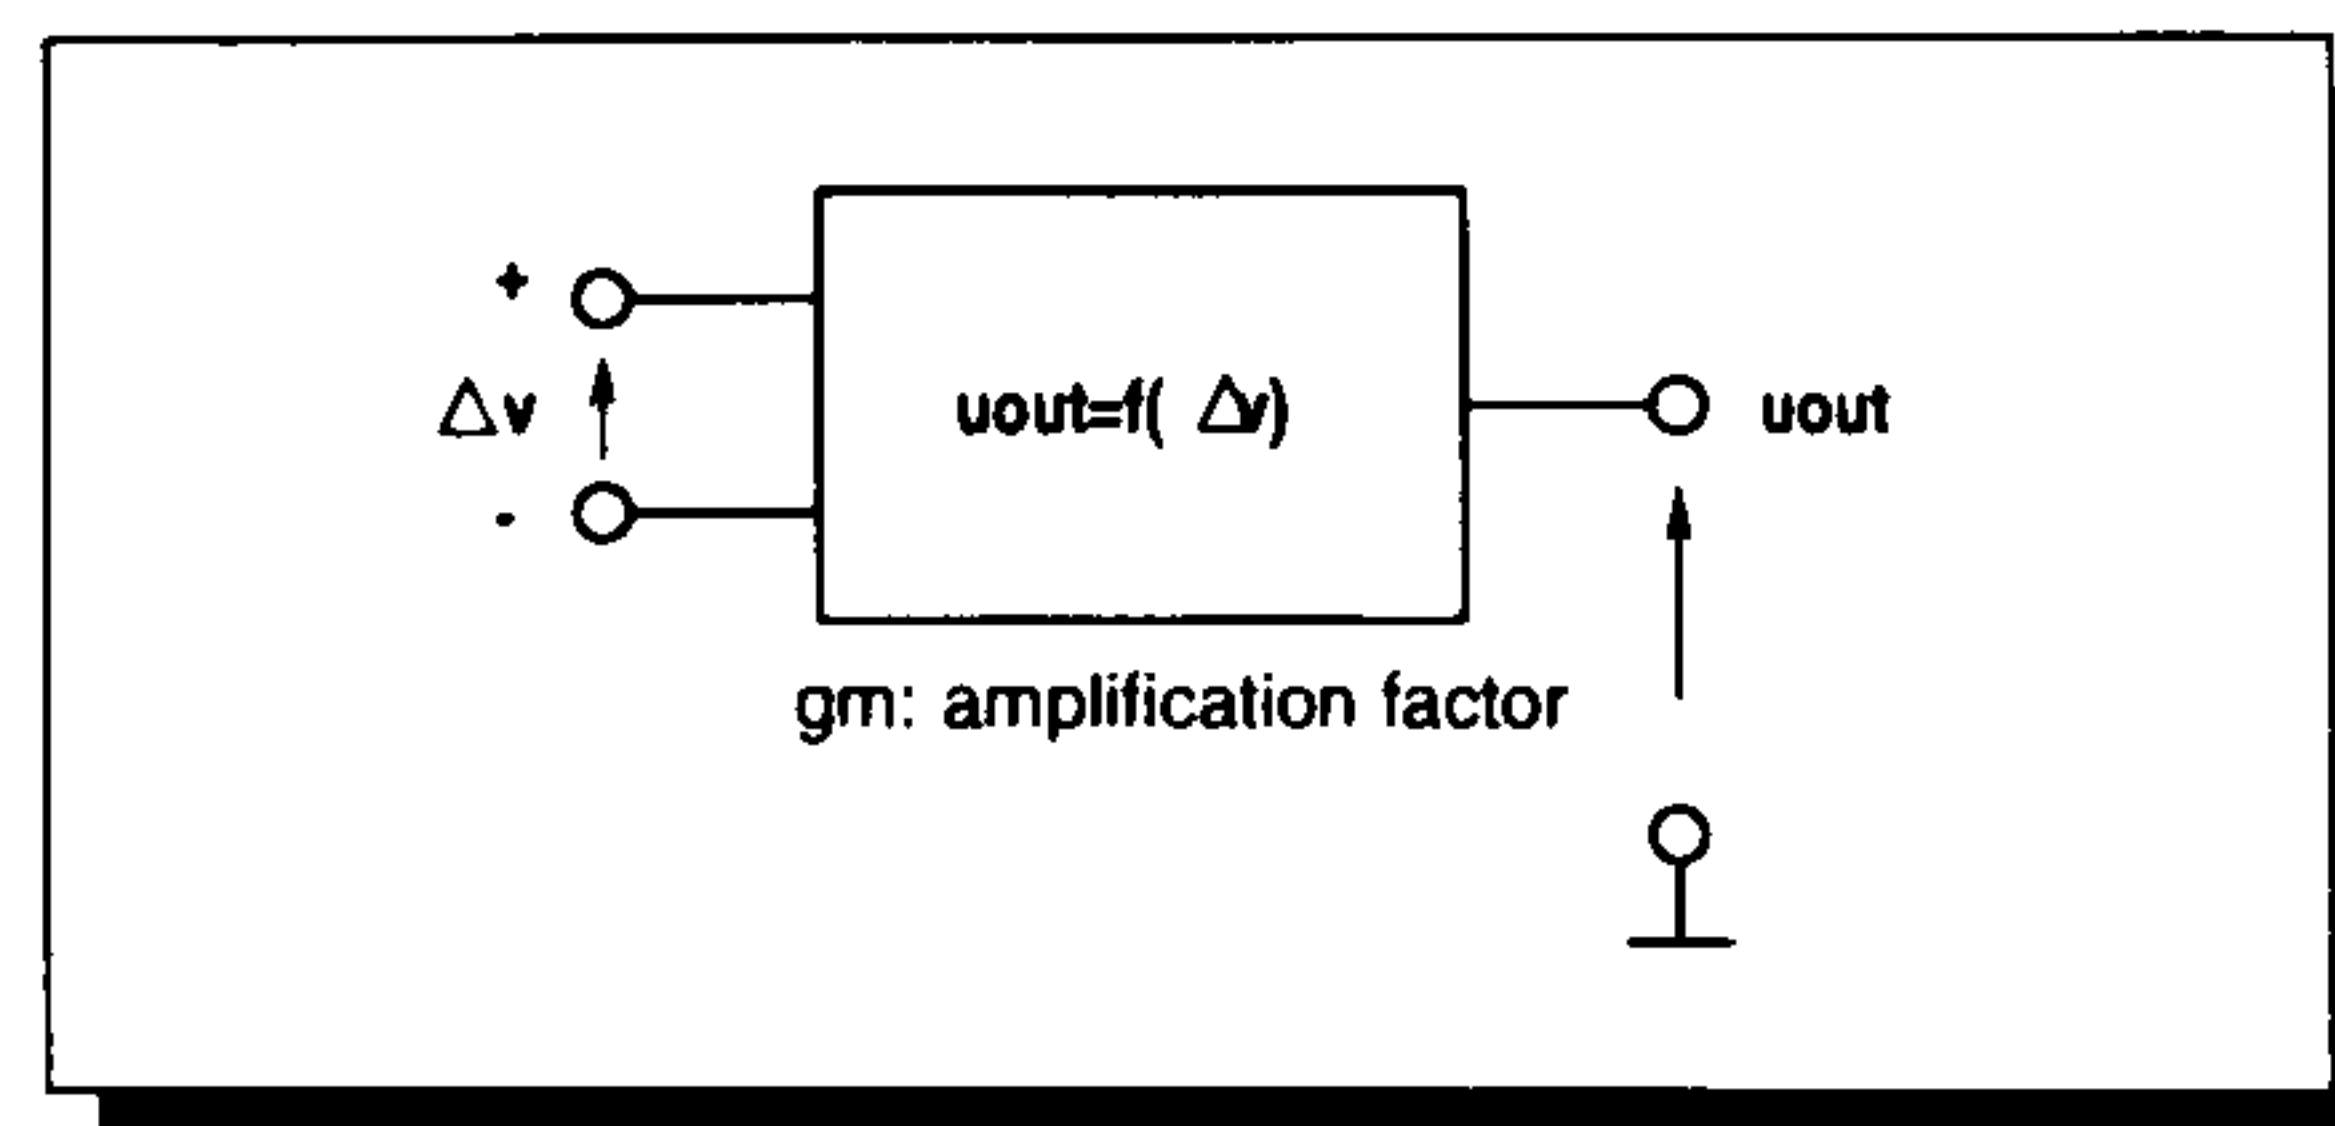 +
Δv
-
uout=f( Δv)
uout
gm: amplification factor